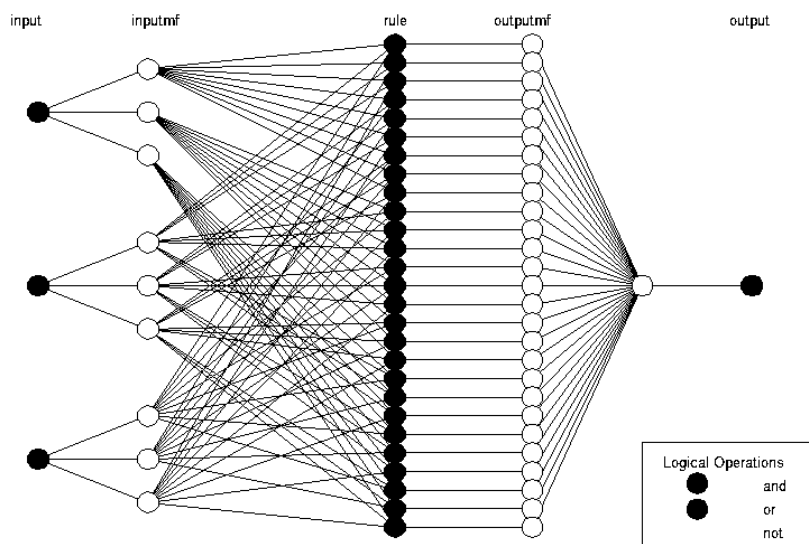 input inputmf rule outputmf output
Logical Operations
and
or
not